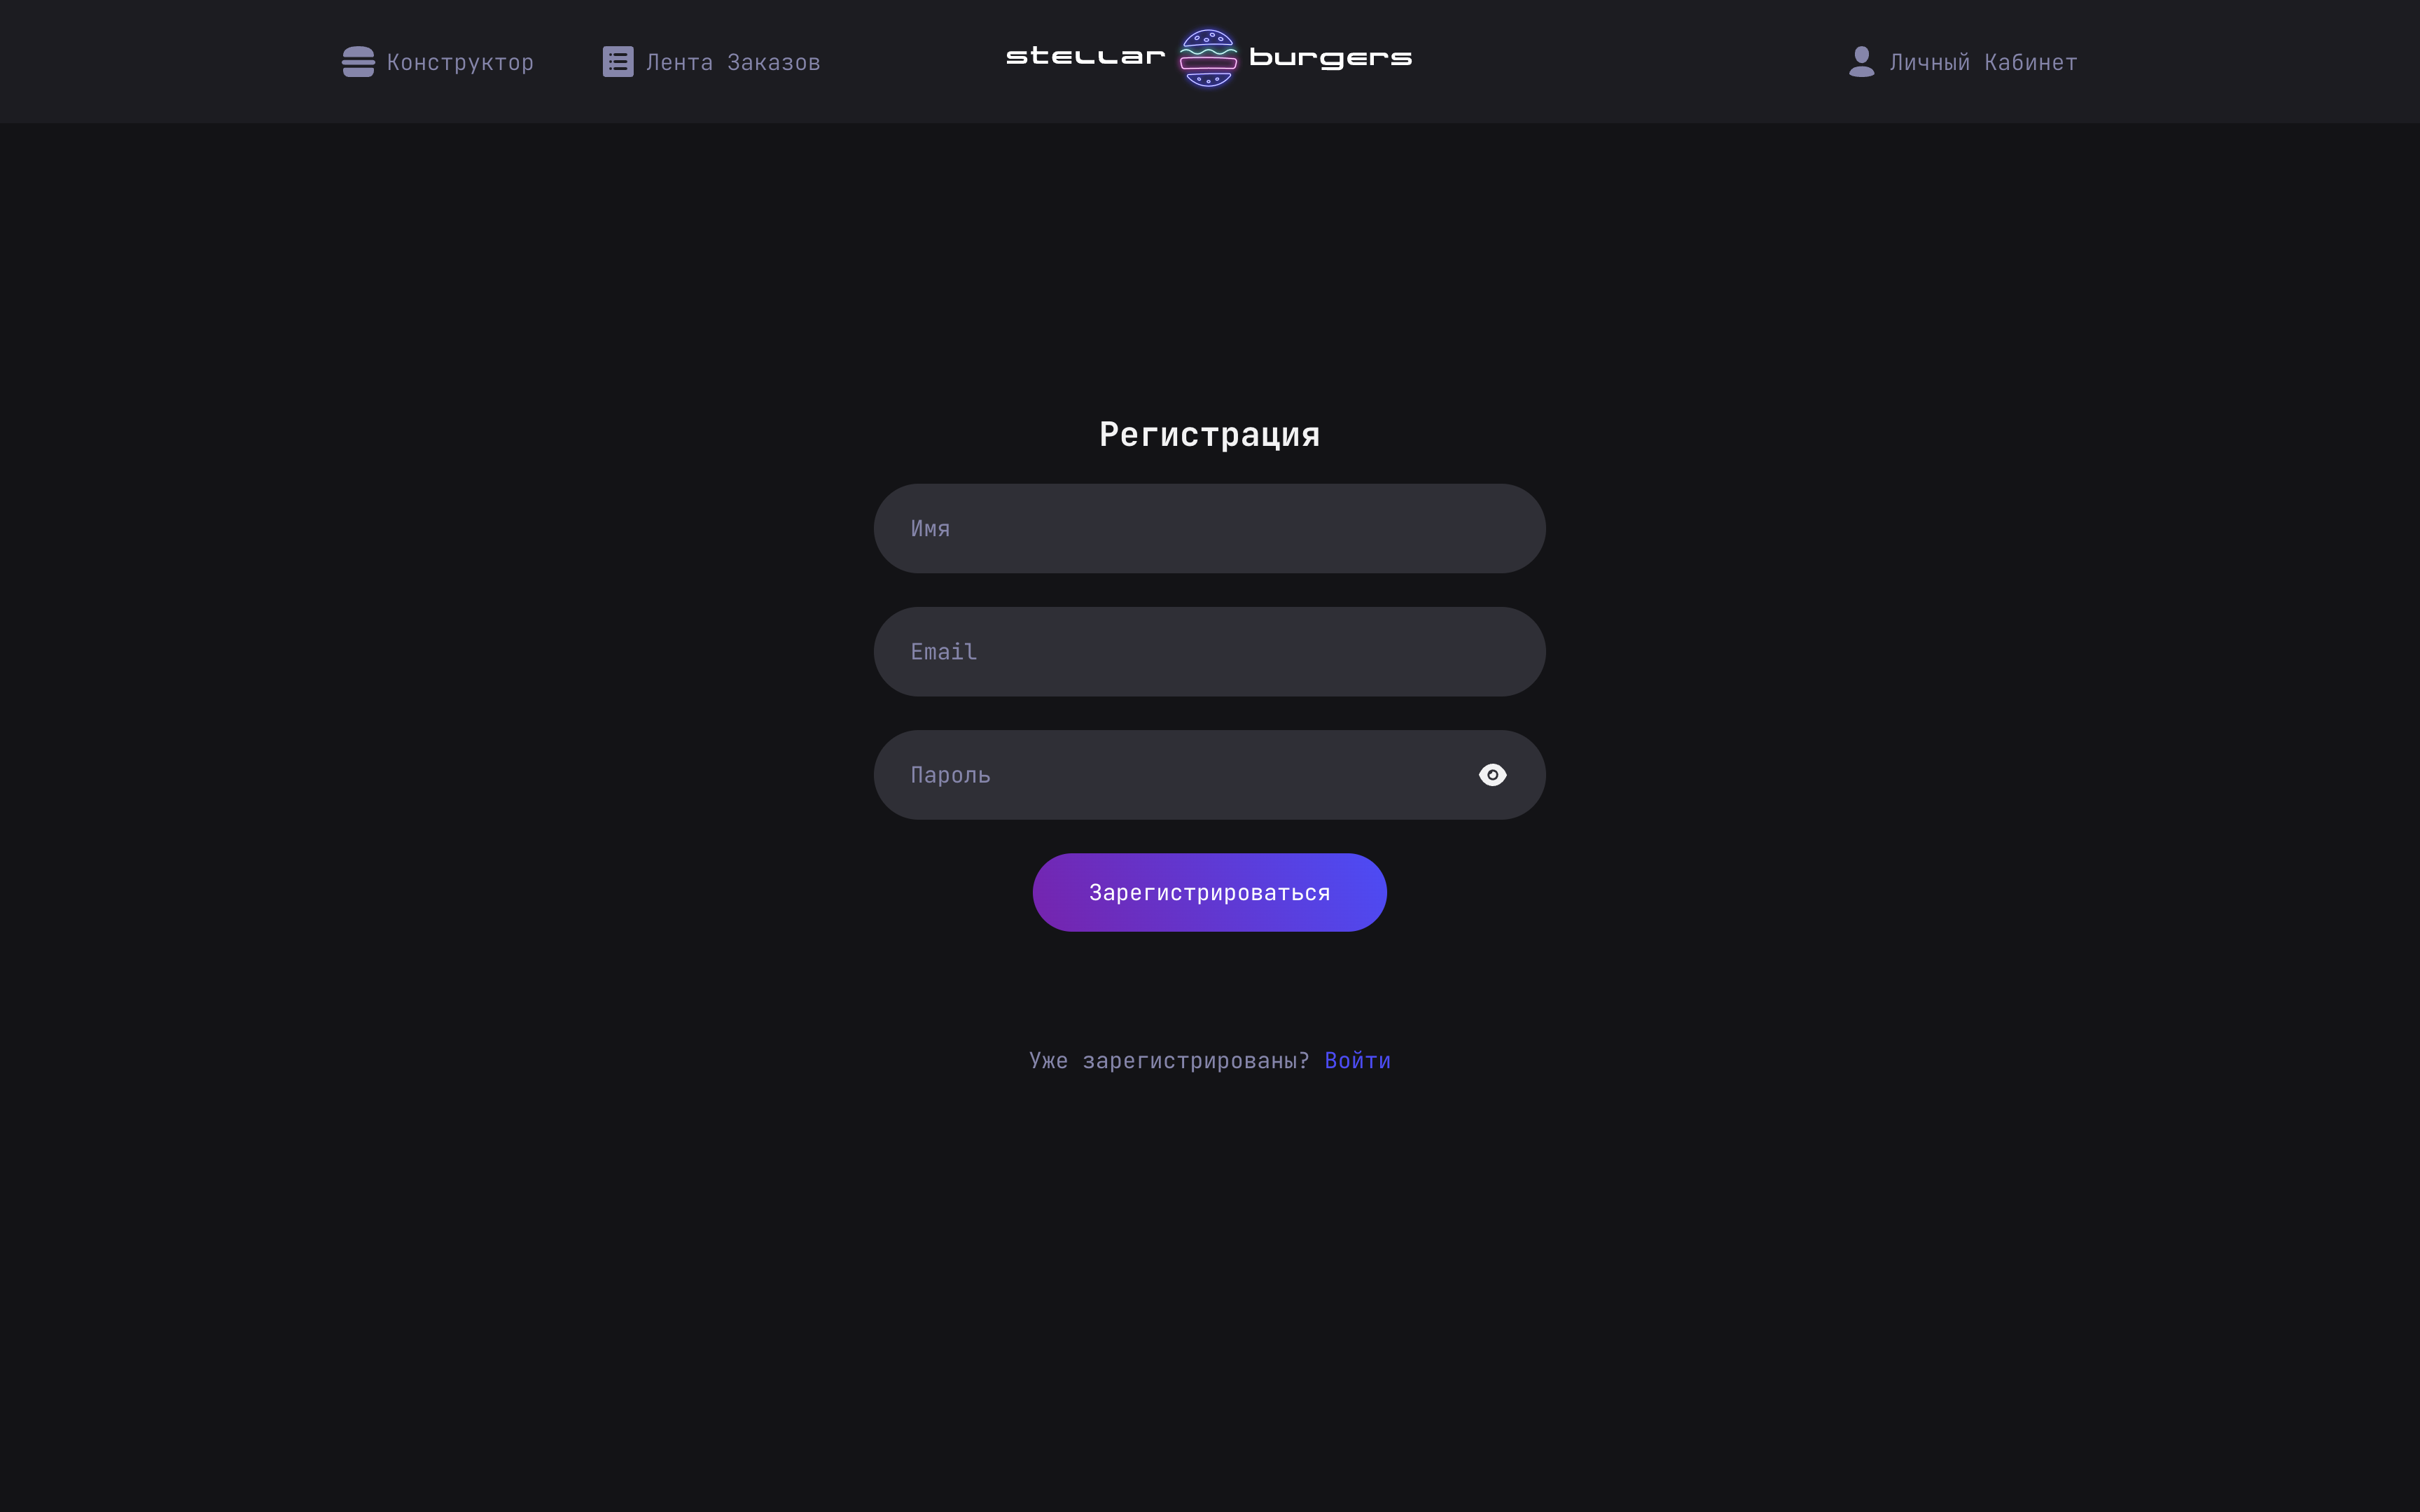 Конструктор
Лента Заказов
stellar burgers
Личный Кабинет
Регистрация
Имя
Email
Пароль
Зарегистрироваться
Уже зарегистрированы? Войти